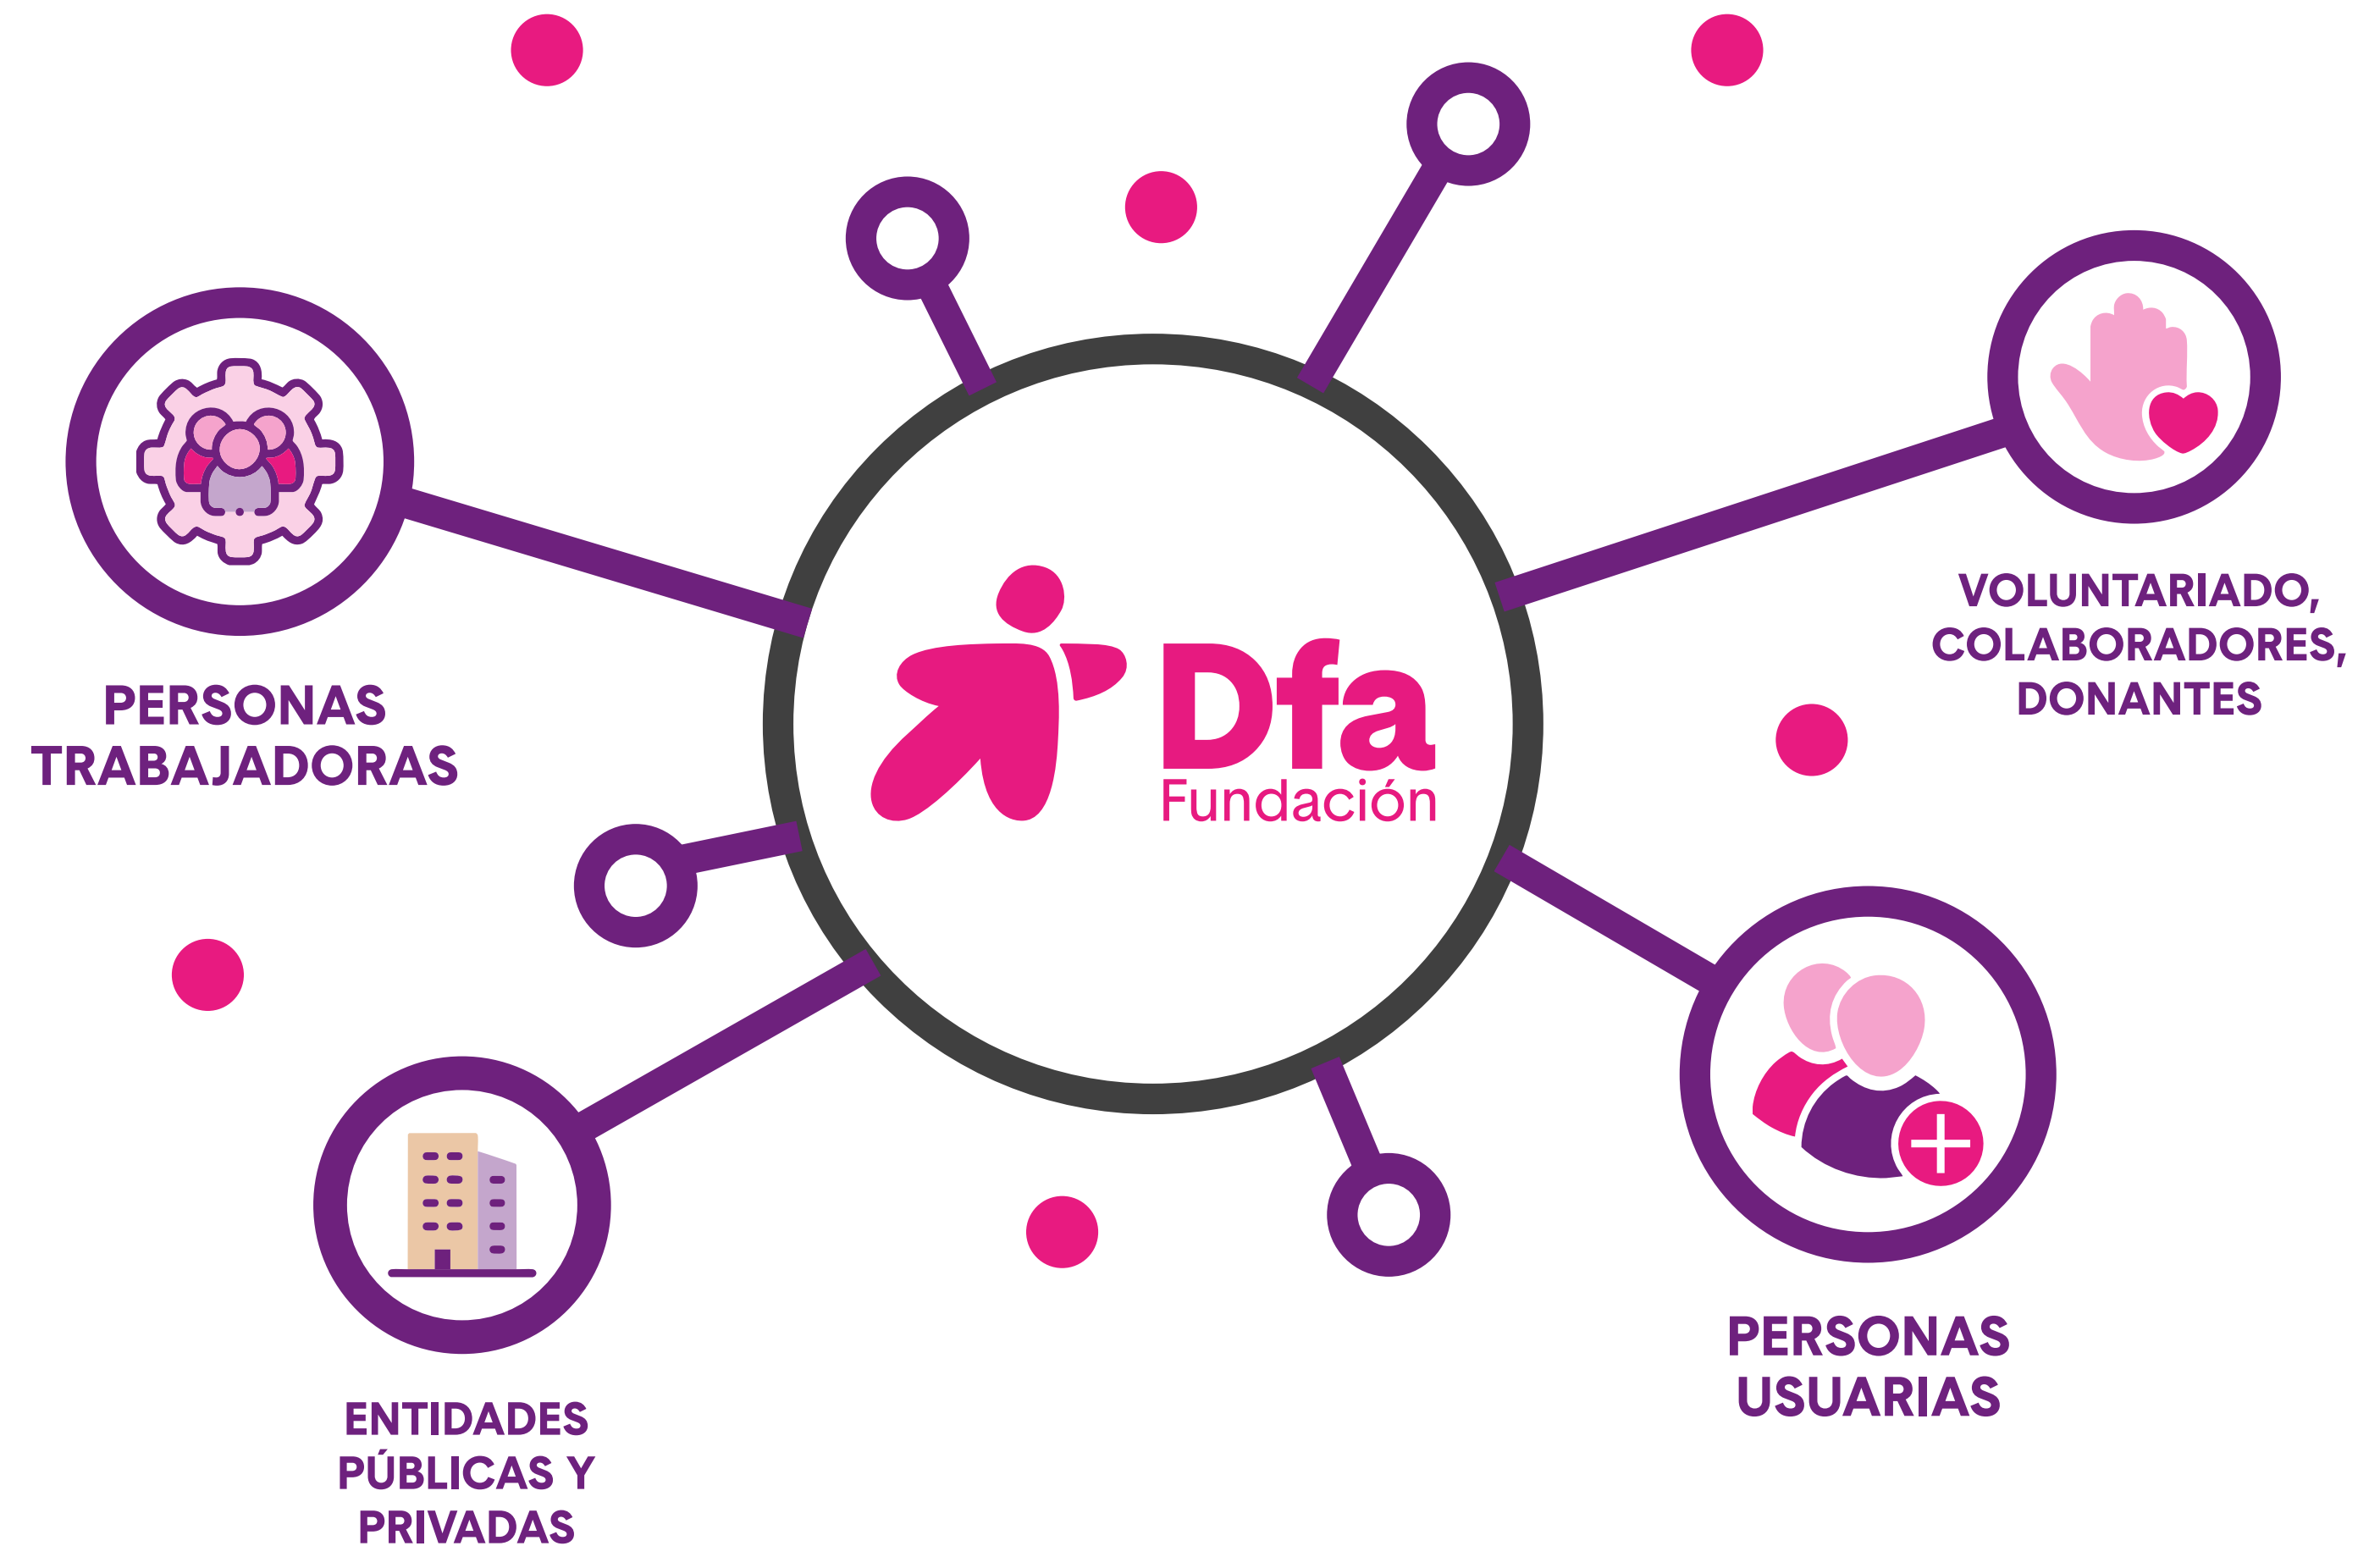 VOLUNTARIADO,
COLABORADORES,
DONANTES
PERSONAS
TRABAJADORAS
Dfa
Fundación
PERSONAS
USUARIAS
ENTIDADES
PÚBLICAS Y
PRIVADAS